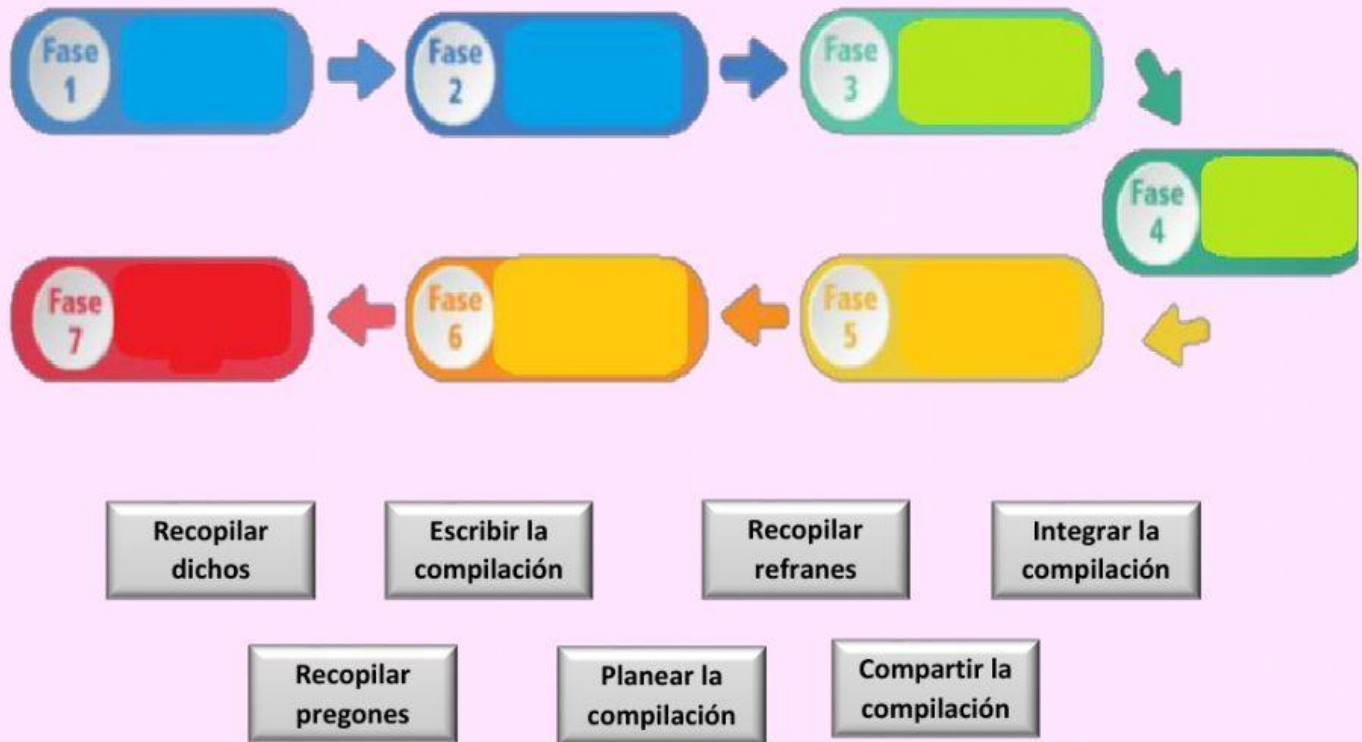 Fase
1
Fase
2
Fase
3
Fase
4
Fase
5
Fase
6
Fase
7
Recopilar
dichos
Escribir la
compilación
Recopilar
refranes
Integrar la
compilación
Recopilar
pregones
Planear la
compilación
Compartir la
compilación